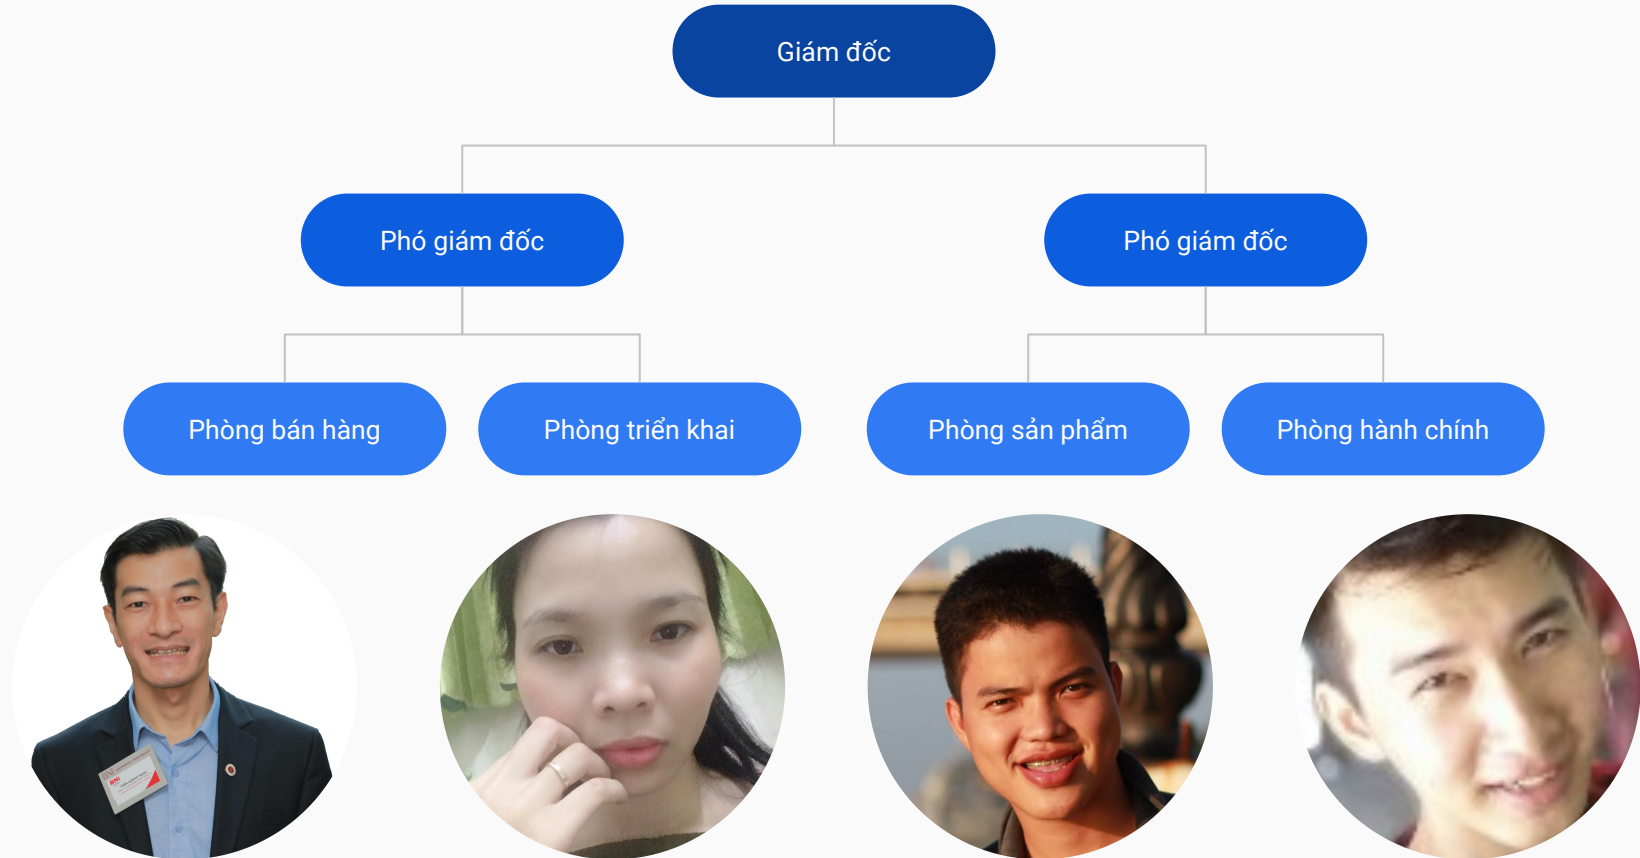 Giám đốc
Phó giám đốc
Phó giám đốc
Phòng bán hàng
Phòng triển khai
Phòng sản phẩm
Phòng hành chính
BNI